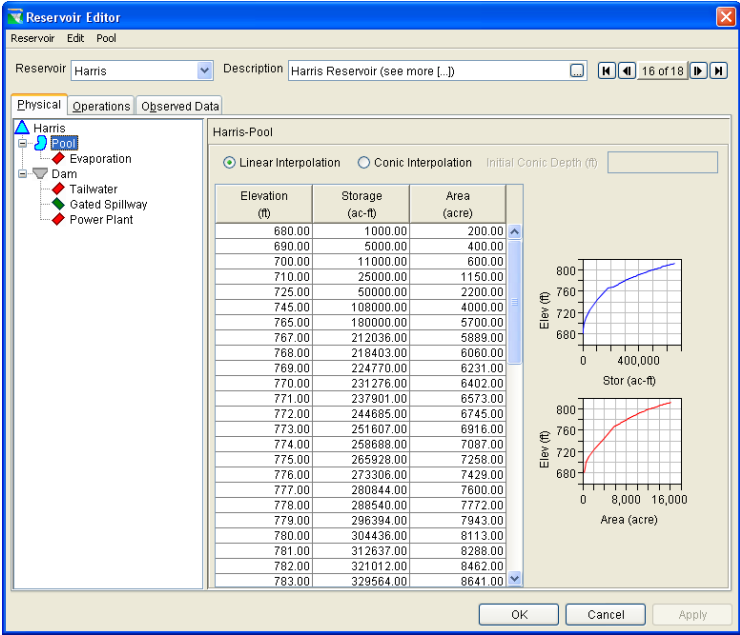 Reservoir Editor
Reservoir Edit Pool
Reservoir Harris Description Harris Reservoir (see more [...]) ... 16 of 18
Physical Operations Observed Data
Harris
Pool
Evaporation
Dam
Tailwater
Gated Spillway
Power Plant
Harris-Pool
Linear Interpolation Conic Interpolation Initial Conic Depth (ft)
Elevation Storage Area
(ft) (ac-ft) (acre)
680.00 1000.00 200.00
690.00 5000.00 400.00
700.00 11000.00 600.00
710.00 25000.00 1150.00
725.00 50000.00 2200.00
745.00 108000.00 4000.00
765.00 180000.00 5700.00
767.00 212036.00 5889.00
768.00 218403.00 6060.00
769.00 224770.00 6231.00
770.00 231276.00 6402.00
771.00 237901.00 6573.00
772.00 244685.00 6745.00
773.00 251607.00 6916.00
774.00 258688.00 7087.00
775.00 265928.00 7258.00
776.00 273306.00 7429.00
777.00 280844.00 7600.00
778.00 288540.00 7772.00
779.00 296394.00 7943.00
780.00 304436.00 8113.00
781.00 312637.00 8288.00
782.00 321012.00 8462.00
783.00 329564.00 8641.00
Elev (ft)
800
760
720
680
0 400,000
Stor (ac-ft)
Elev (ft)
800
760
720
680
0 8,000 16,000
Area (acre)
OK Cancel Apply